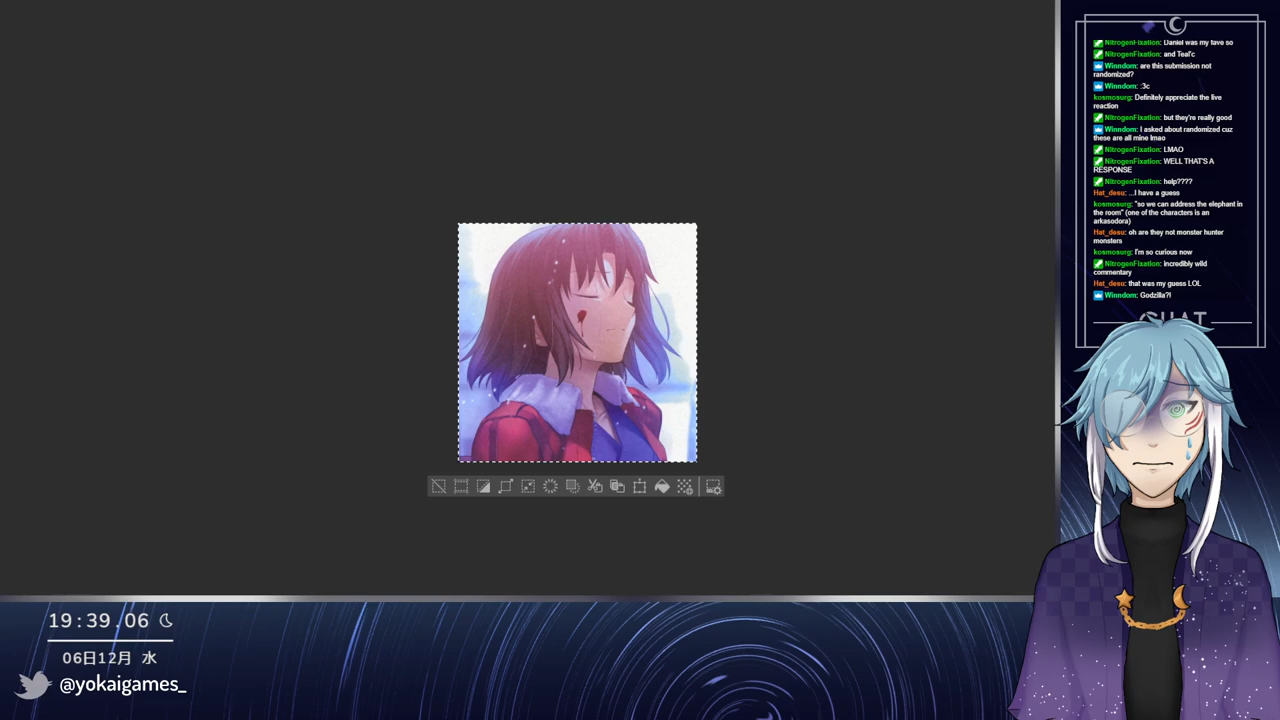 NitrogenFixation: Daniel was my fave so
NitrogenFixation: and Teal'c
Winndom: are this submission not
randomized?
Winndom: :3c
kosmosurg: Definitely appreciate the live
reaction
NitrogenFixation: but they're really good
Winndom: I asked about randomized cuz
these are all mine lmao
NitrogenFixation: LMAO
NitrogenFixation: WELL THAT'S A
RESPONSE
NitrogenFixation: help????
Hat_desu: ...I have a guess
kosmosurg: "so we can address the elephant in
the room" (one of the characters is an
arkasodora)
Hat_desu: oh are they not monster hunter
monsters
kosmosurg: I'm so curious now
NitrogenFixation: incredibly wild
commentary
Hat_desu: that was my guess LOL
Winndom: Godzilla?!
CHAT
19:39.06
06日12月 水
@yokaigames_